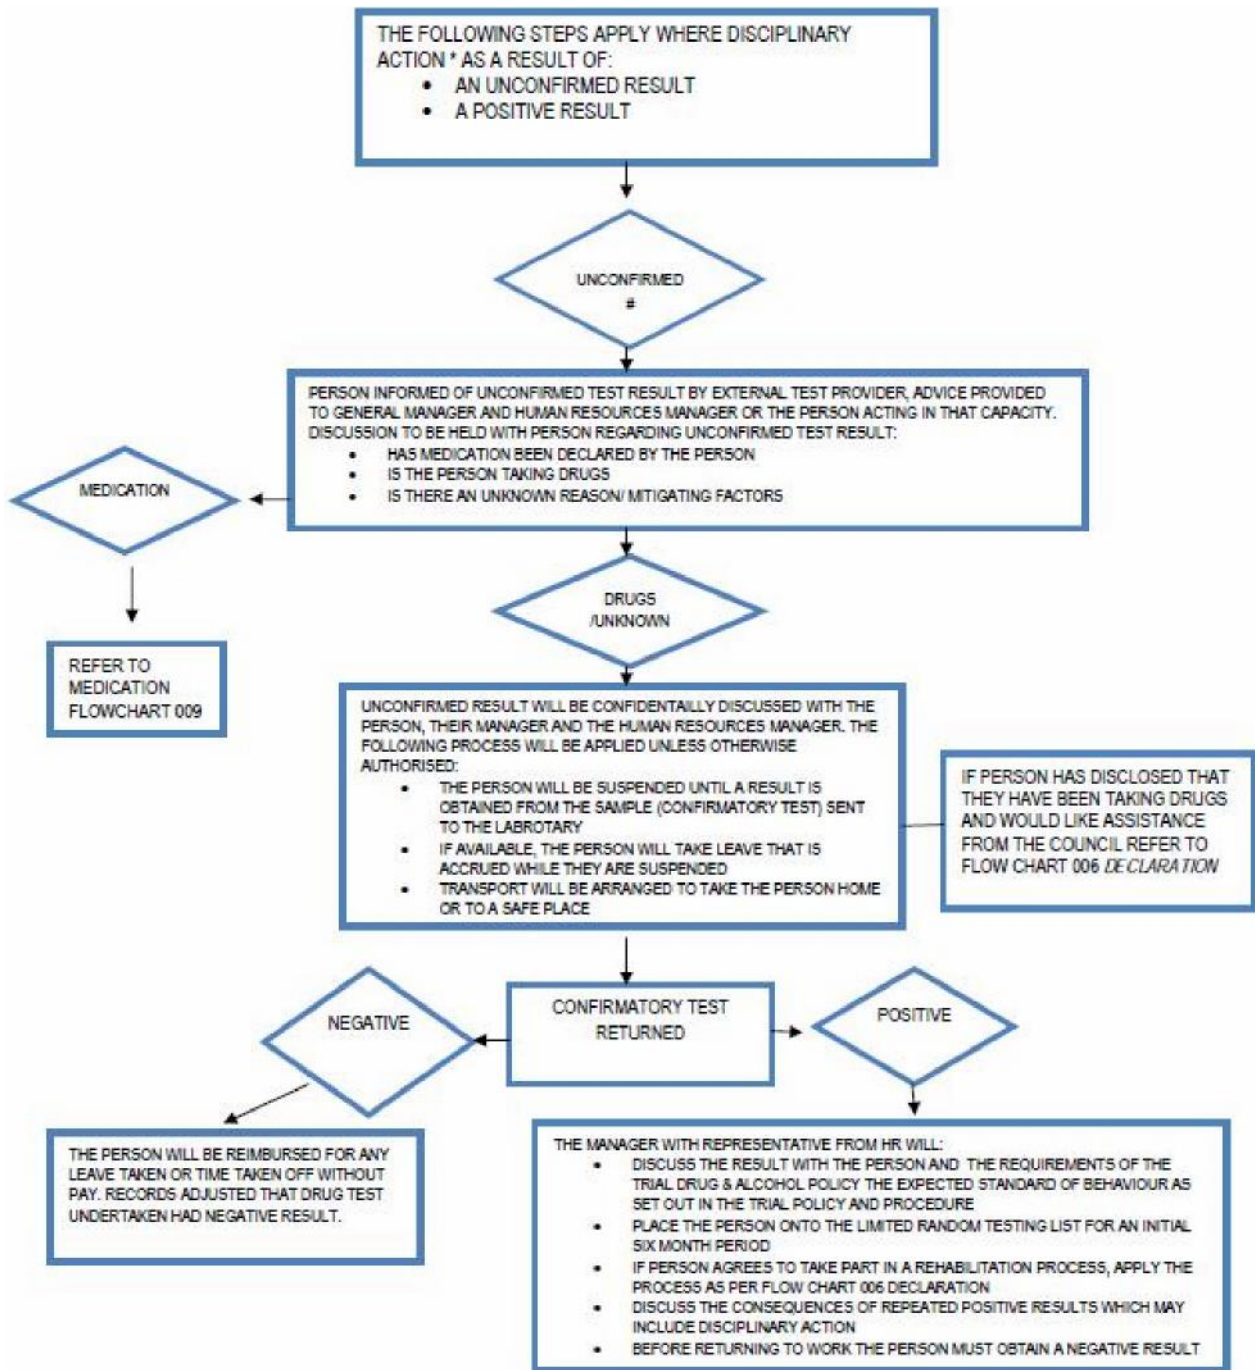 THE FOLLOWING STEPS APPLY WHERE DISCIPLINARY
ACTION * AS A RESULT OF:
• AN UNCONFIRMED RESULT
• A POSITIVE RESULT
UNCONFIRMED
#
PERSON INFORMED OF UNCONFIRMED TEST RESULT BY EXTERNAL TEST PROVIDER, ADVICE PROVIDED
TO GENERAL MANAGER AND HUMAN RESOURCES MANAGER OR THE PERSON ACTING IN THAT CAPACITY.
DISCUSSION TO BE HELD WITH PERSON REGARDING UNCONFIRMED TEST RESULT:
• HAS MEDICATION BEEN DECLARED BY THE PERSON
• IS THE PERSON TAKING DRUGS
• IS THERE AN UNKNOWN REASON/ MITIGATING FACTORS
MEDICATION
REFER TO
MEDICATION
FLOWCHART 009
DRUGS
/UNKNOWN
UNCONFIRMED RESULT WILL BE CONFIDENTAILLY DISCUSSED WITH THE
PERSON, THEIR MANAGER AND THE HUMAN RESOURCES MANAGER. THE
FOLLOWING PROCESS WILL BE APPLIED UNLESS OTHERWISE
AUTHORISED:
• THE PERSON WILL BE SUSPENDED UNTIL A RESULT IS
OBTAINED FROM THE SAMPLE (CONFIRMATORY TEST) SENT
TO THE LABROTARY
• IF AVAILABLE, THE PERSON WILL TAKE LEAVE THAT IS
ACCRUED WHILE THEY ARE SUSPENDED
• TRANSPORT WILL BE ARRANGED TO TAKE THE PERSON HOME
OR TO A SAFE PLACE
IF PERSON HAS DISCLOSED THAT
THEY HAVE BEEN TAKING DRUGS
AND WOULD LIKE ASSISTANCE
FROM THE COUNCIL REFER TO
FLOW CHART 006 DECLARATION
CONFIRMATORY TEST
RETURNED
NEGATIVE
POSITIVE
THE PERSON WILL BE REIMBURSED FOR ANY
LEAVE TAKEN OR TIME TAKEN OFF WITHOUT
PAY. RECORDS ADJUSTED THAT DRUG TEST
UNDERTAKEN HAD NEGATIVE RESULT.
THE MANAGER WITH REPRESENTATIVE FROM HR WILL:
• DISCUSS THE RESULT WITH THE PERSON AND THE REQUIREMENTS OF THE
TRIAL DRUG & ALCOHOL POLICY THE EXPECTED STANDARD OF BEHAVIOUR AS
SET OUT IN THE TRIAL POLICY AND PROCEDURE
• PLACE THE PERSON ONTO THE LIMITED RANDOM TESTING LIST FOR AN INITIAL
SIX MONTH PERIOD
• IF PERSON AGREES TO TAKE PART IN A REHABILITATION PROCESS, APPLY THE
PROCESS AS PER FLOW CHART 006 DECLARATION
• DISCUSS THE CONSEQUENCES OF REPEATED POSITIVE RESULTS WHICH MAY
INCLUDE DISCIPLINARY ACTION
• BEFORE RETURNING TO WORK THE PERSON MUST OBTAIN A NEGATIVE RESULT